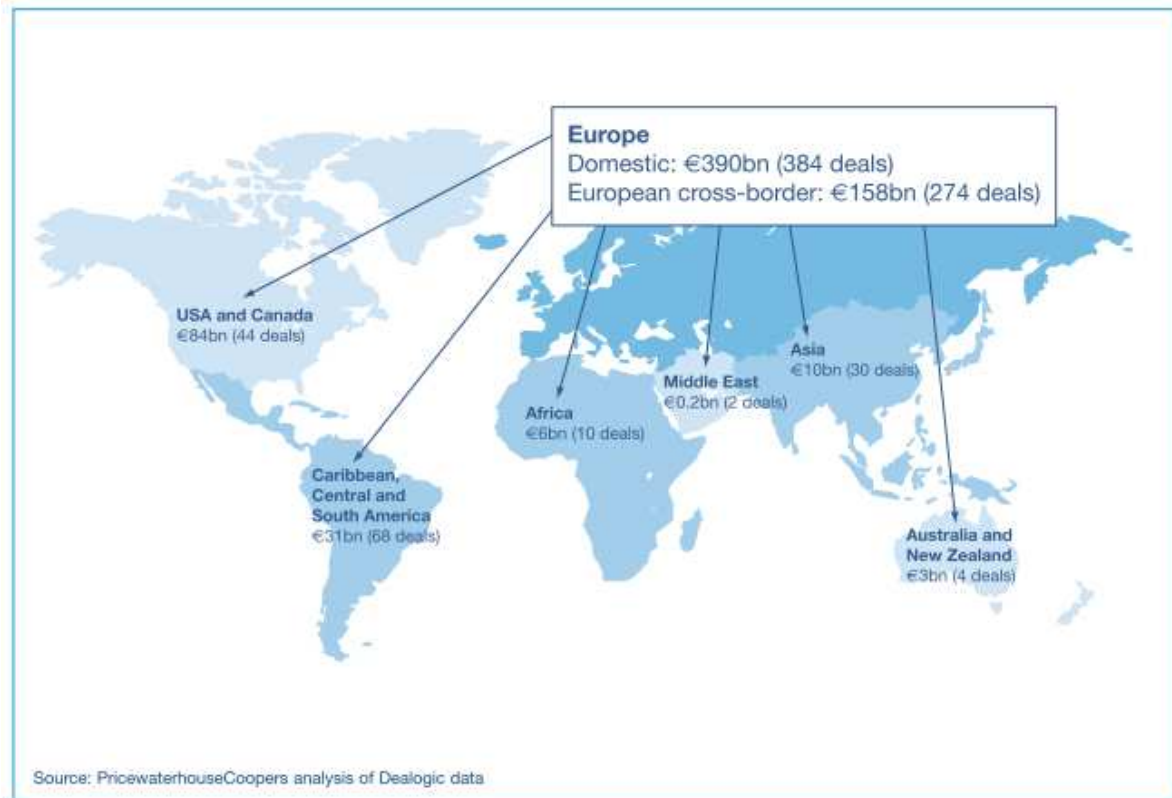 Europe
Domestic: €390bn (384 deals)
European cross-border: €158bn (274 deals)
USA and Canada
€84bn (44 deals)
Asia
€10bn (30 deals)
Middle East
€0.2bn (2 deals)
Africa
€6bn (10 deals)
Caribbean,
Central and
South America
€31bn (68 deals)
Australia and
New Zealand
€3bn (4 deals)
Source: PricewaterhouseCoopers analysis of Dealogic data